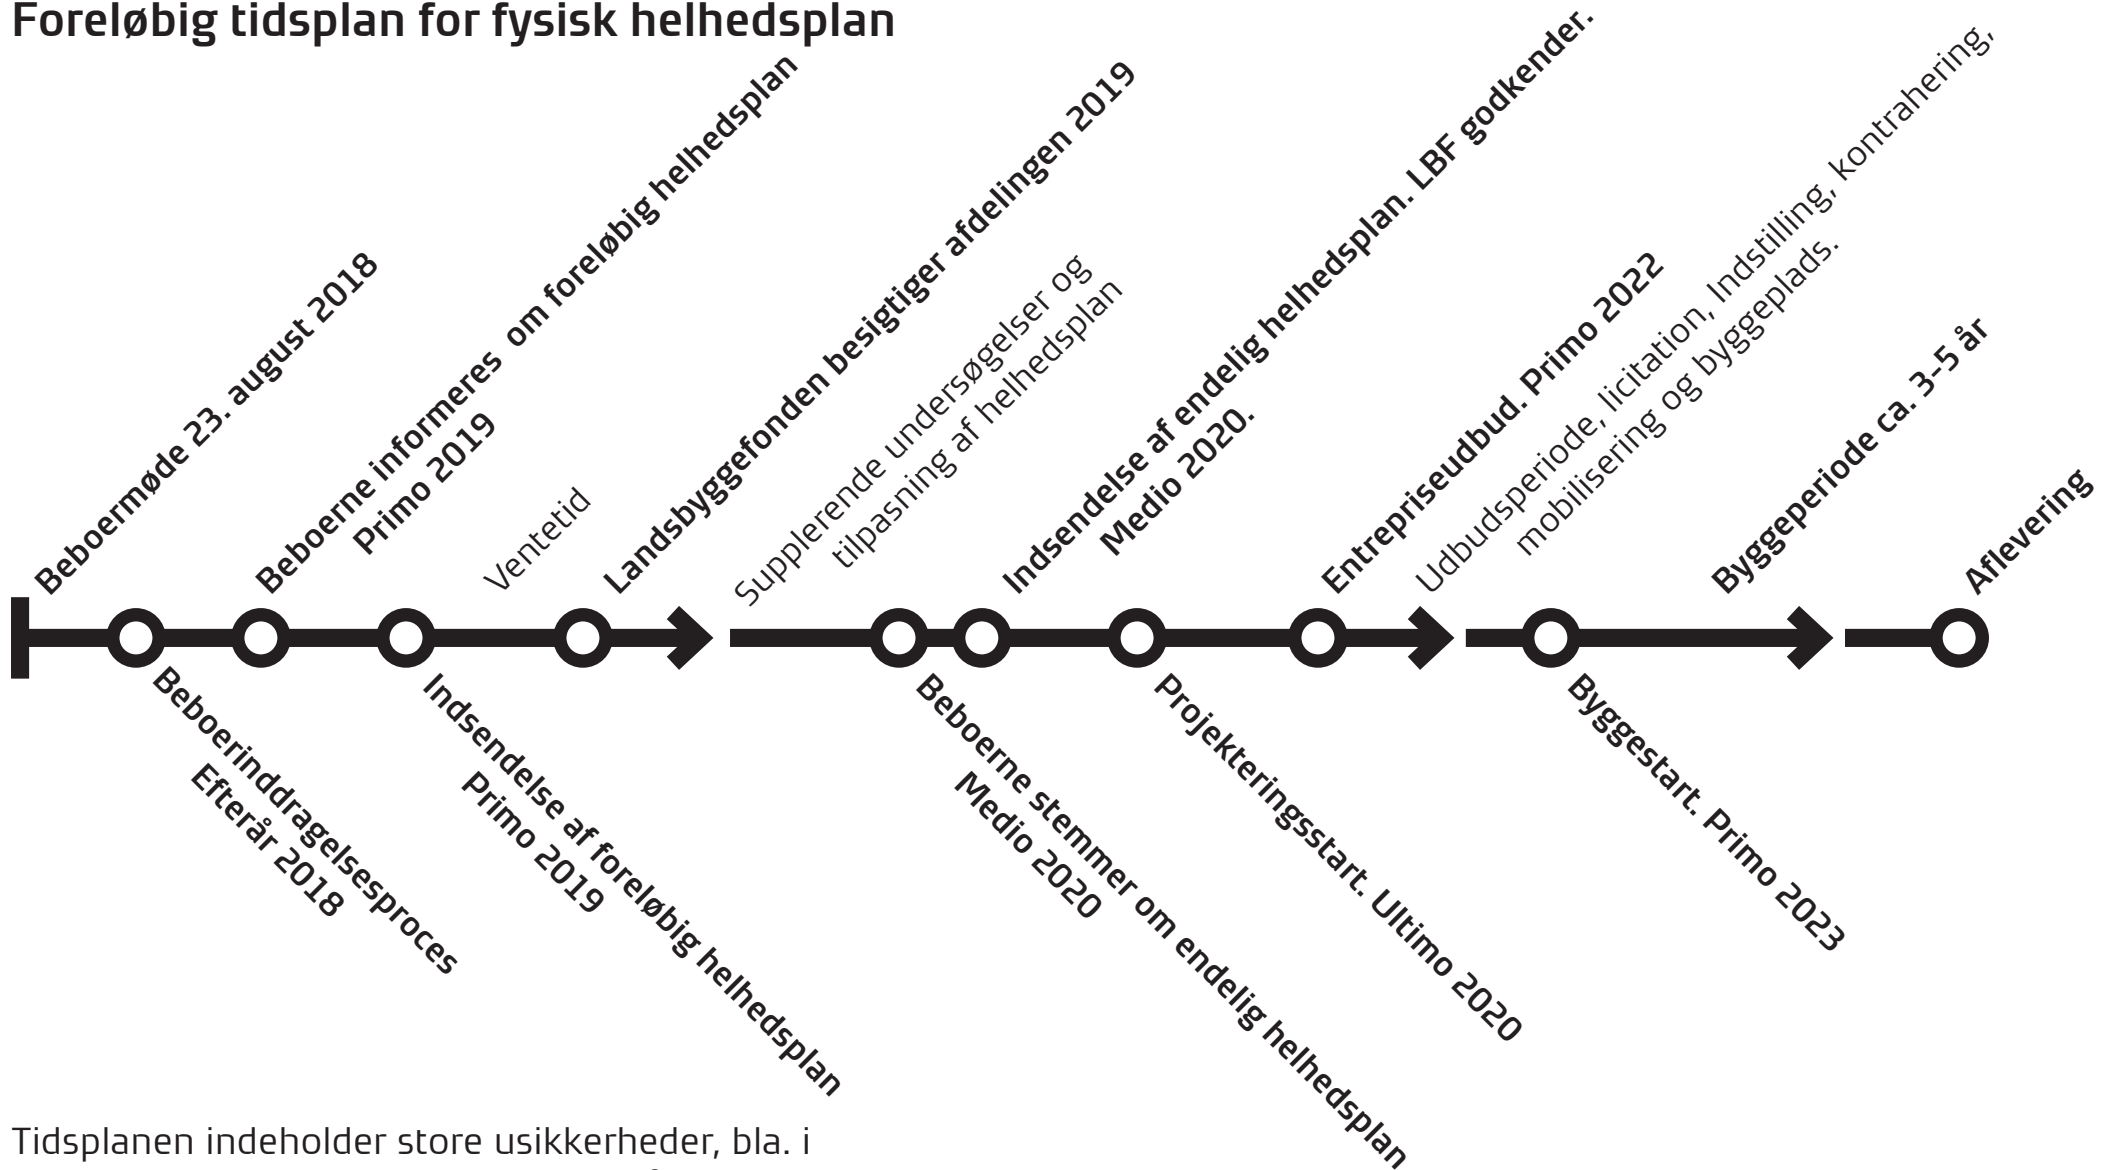 Foreløbig tidsplan for fysisk helhedsplan
Beboermøde 23. august 2018
Beboerinddragelsesproces
Efterår 2018
Beboerne informeres om foreløbig helhedsplan
Primo 2019
Indsendelse af foreløbig helhedsplan
Primo 2019
Ventetid
Landsbyggefonden besigtiger afdelingen 2019
Supplerende undersøgelser og
tilpasning af helhedsplan
Beboerne stemmer om endelig helhedsplan
Medio 2020
Indsendelse af endelig helhedsplan. LBF godkender.
Medio 2020.
Projekteringsstart. Ultimo 2020
Entrepriseudbud. Primo 2022
Udbudsperiode, licitation, Indstilling, kontrahering,
mobilisering og byggeplads.
Byggestart. Primo 2023
Byggeperiode ca. 3-5 år
Aflevering
Tidsplanen indeholder store usikkerheder, bla. i